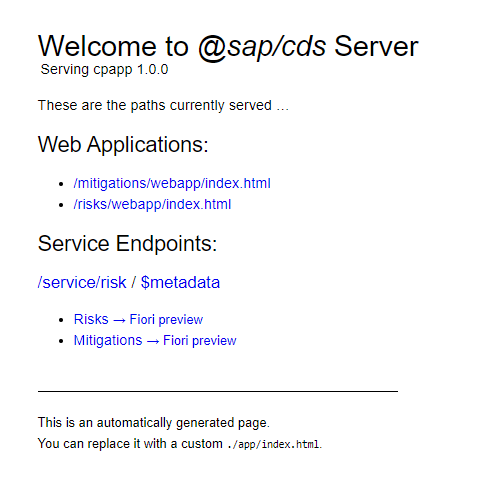 Welcome to @sap/cds Server
Serving cpapp 1.0.0
These are the paths currently served …
Web Applications:
/mitigations/webapp/index.html
/risks/webapp/index.html
Service Endpoints:
/service/risk / $metadata
Risks → Fiori preview
Mitigations → Fiori preview
This is an automatically generated page.
You can replace it with a custom ./app/index.html.